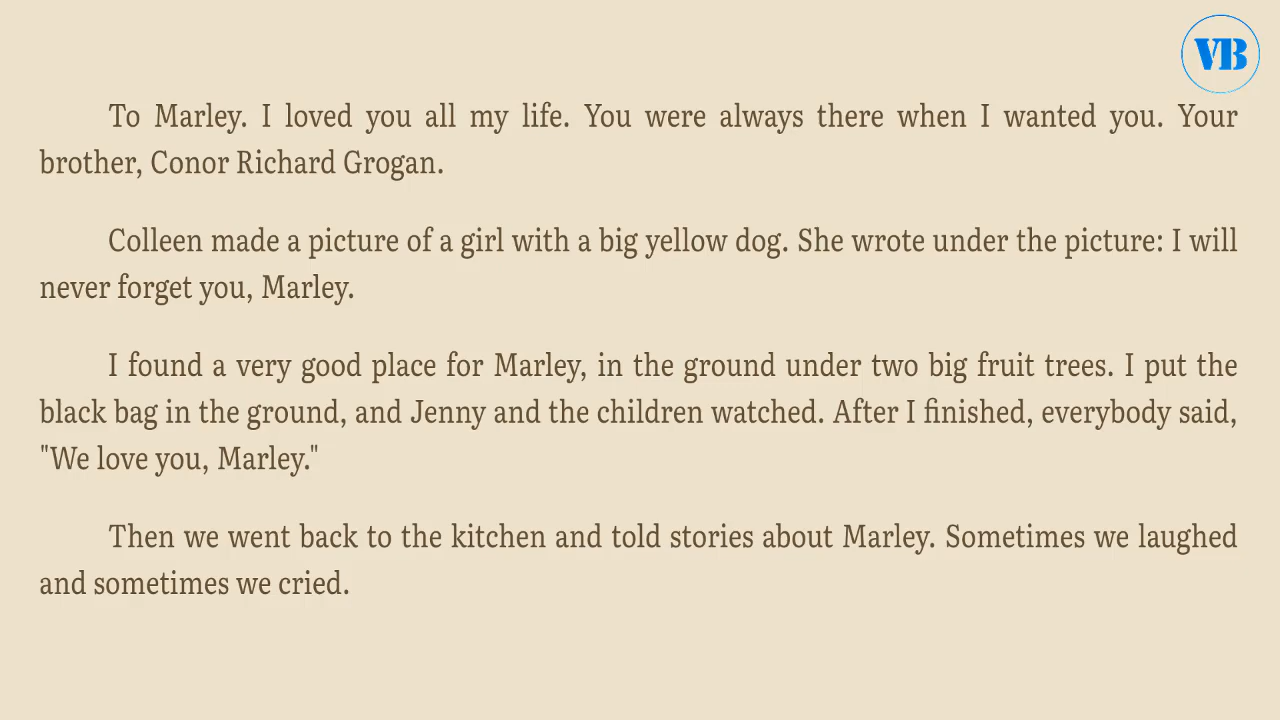 VB
To Marley. I loved you all my life. You were always there when I wanted you. Your
brother, Conor Richard Grogan.
Colleen made a picture of a girl with a big yellow dog. She wrote under the picture: I will
never forget you, Marley.
I found a very good place for Marley, in the ground under two big fruit trees. I put the
black bag in the ground, and Jenny and the children watched. After I finished, everybody said,
"We love you, Marley."
Then we went back to the kitchen and told stories about Marley. Sometimes we laughed
and sometimes we cried.